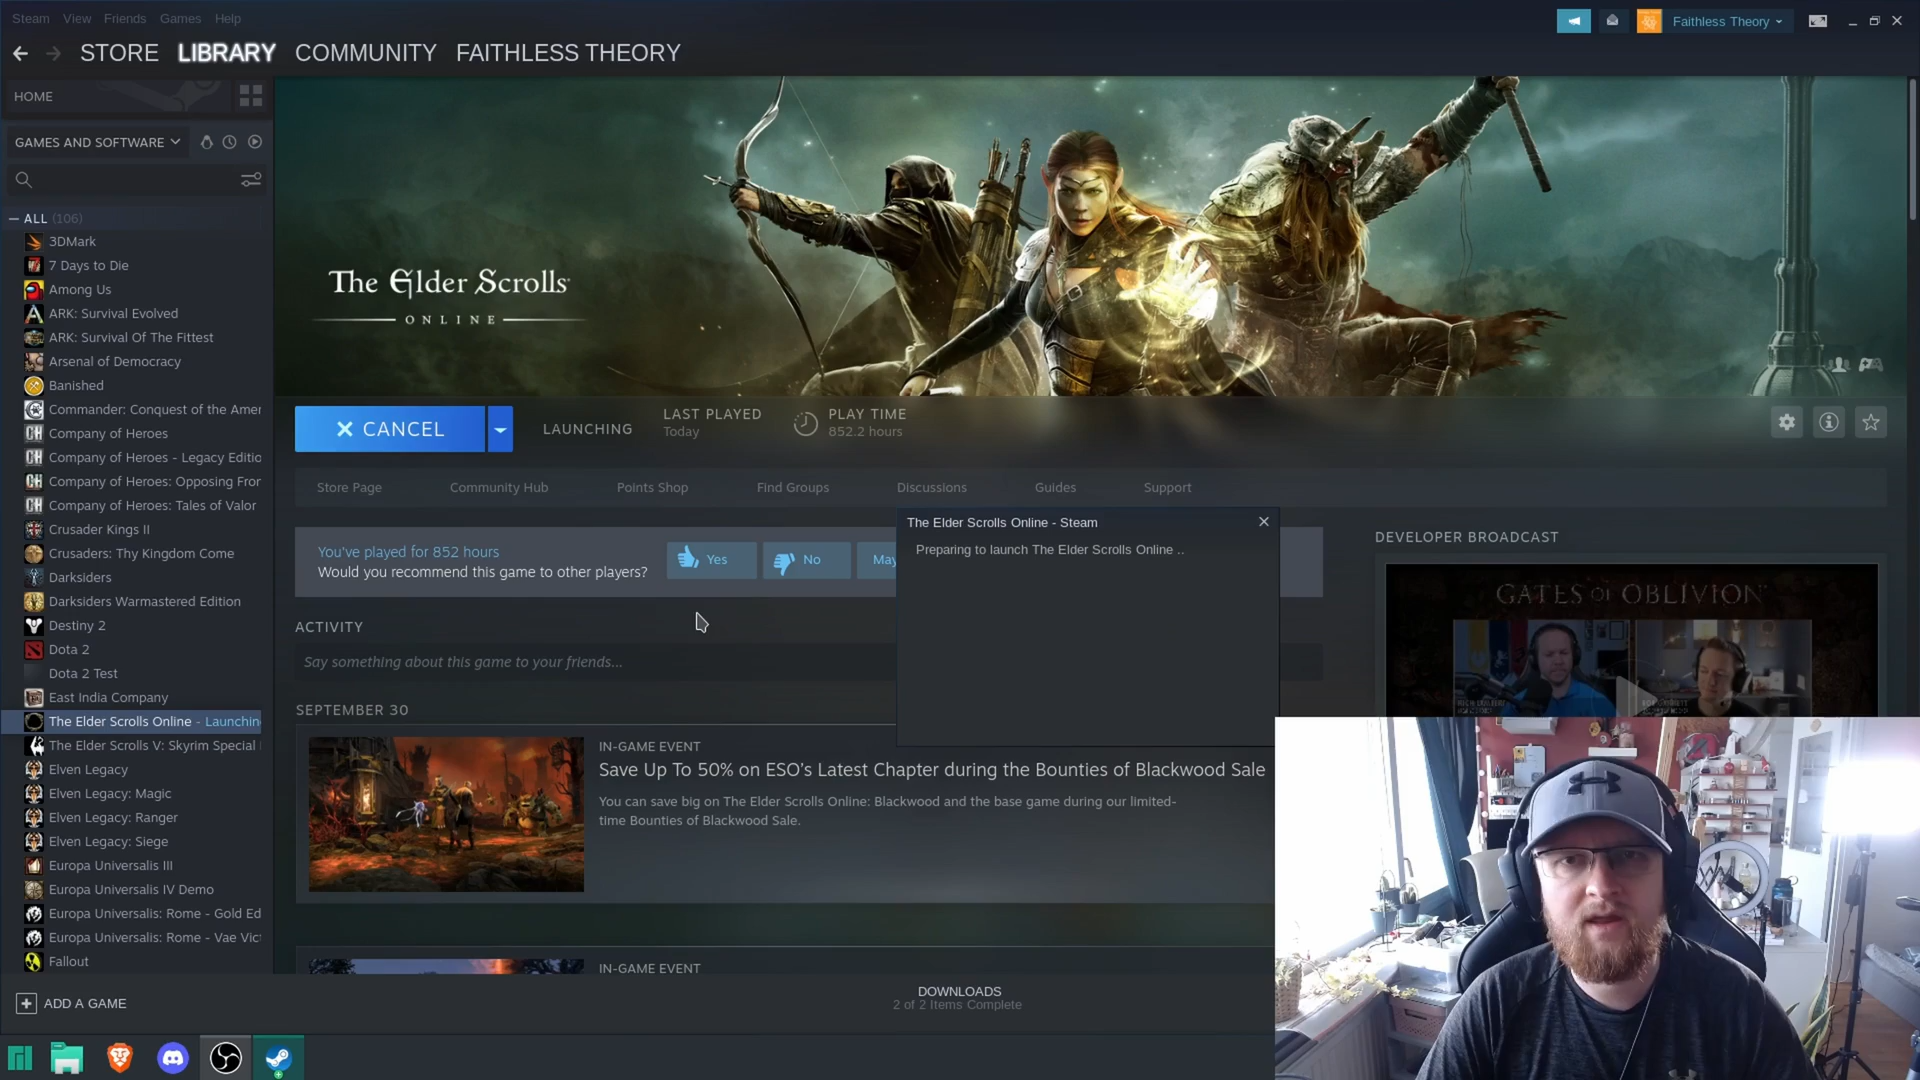 Steam View Friends Games Help
Faithless Theory
STORE LIBRARY COMMUNITY FAITHLESS THEORY
HOME
GAMES AND SOFTWARE
ALL (106)
3DMark
7 Days to Die
Among Us
ARK: Survival Evolved
ARK: Survival Of The Fittest
Arsenal of Democracy
Banished
Commander: Conquest of the Amer
Company of Heroes
Company of Heroes - Legacy Editio
Company of Heroes: Opposing Fron
Company of Heroes: Tales of Valor
Crusader Kings II
Crusaders: Thy Kingdom Come
Darksiders
Darksiders Warmastered Edition
Destiny 2
Dota 2
Dota 2 Test
East India Company
The Elder Scrolls Online - Launching
The Elder Scrolls V: Skyrim Special
Elven Legacy
Elven Legacy: Magic
Elven Legacy: Ranger
Elven Legacy: Siege
Europa Universalis III
Europa Universalis IV Demo
Europa Universalis: Rome - Gold Ed
Europa Universalis: Rome - Vae Vict
Fallout
ADD A GAME
The Elder Scrolls
ONLINE
CANCEL
LAUNCHING
LAST PLAYED
Today
PLAY TIME
852.2 hours
Store Page Community Hub Points Shop Find Groups Discussions Guides Support
You've played for 852 hours
Would you recommend this game to other players?
Yes
No
May
The Elder Scrolls Online - Steam
Preparing to launch The Elder Scrolls Online ..
ACTIVITY
Say something about this game to your friends...
SEPTEMBER 30
IN-GAME EVENT
Save Up To 50% on ESO's Latest Chapter during the Bounties of Blackwood Sale
You can save big on The Elder Scrolls Online: Blackwood and the base game during our limited-
time Bounties of Blackwood Sale.
IN-GAME EVENT
DEVELOPER BROADCAST
GATES OF OBLIVION
DOWNLOADS
2 of 2 Items Complete